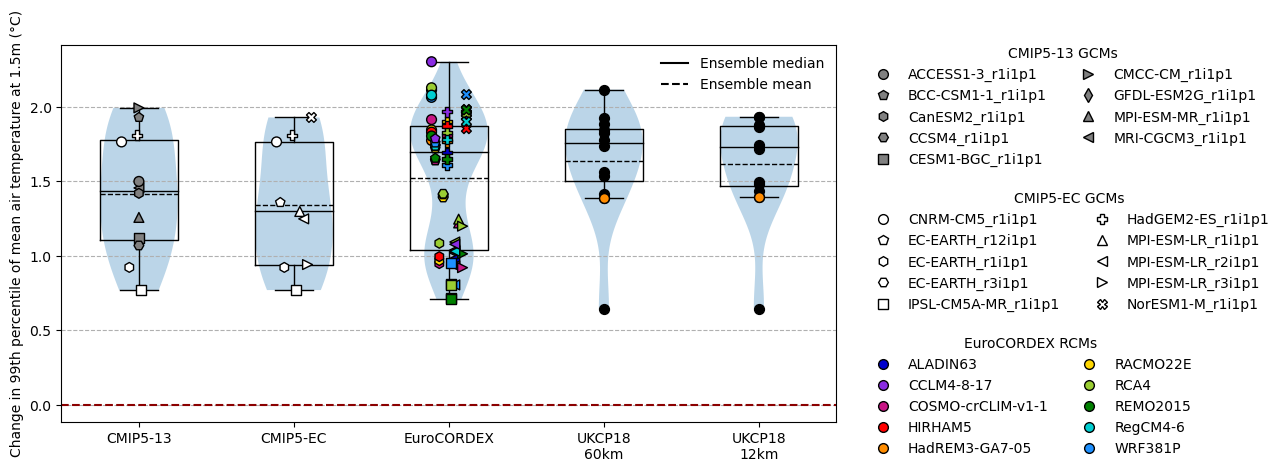 Change in 99th percentile of mean air temperature at 1.5m (°C)
2.0
1.5
1.0
0.5
0.0
Ensemble median
Ensemble mean
CMIP5-13
CMIP5-EC
EuroCORDEX
UKCP18
60km
UKCP18
12km
CMIP5-13 GCMs
ACCESS1-3_r1i1p1
BCC-CSM1-1_r1i1p1
CanESM2_r1i1p1
CCSM4_r1i1p1
CESM1-BGC_r1i1p1
CMCC-CM_r1i1p1
GFDL-ESM2G_r1i1p1
MPI-ESM-MR_r1i1p1
MRI-CGCM3_r1i1p1
CMIP5-EC GCMs
CNRM-CM5_r1i1p1
EC-EARTH_r12i1p1
EC-EARTH_r1i1p1
EC-EARTH_r3i1p1
IPSL-CM5A-MR_r1i1p1
HadGEM2-ES_r1i1p1
MPI-ESM-LR_r1i1p1
MPI-ESM-LR_r2i1p1
MPI-ESM-LR_r3i1p1
NorESM1-M_r1i1p1
EuroCORDEX RCMs
ALADIN63
CCLM4-8-17
COSMO-crCLIM-v1-1
HIRHAM5
HadREM3-GA7-05
RACMO22E
RCA4
REMO2015
RegCM4-6
WRF381P